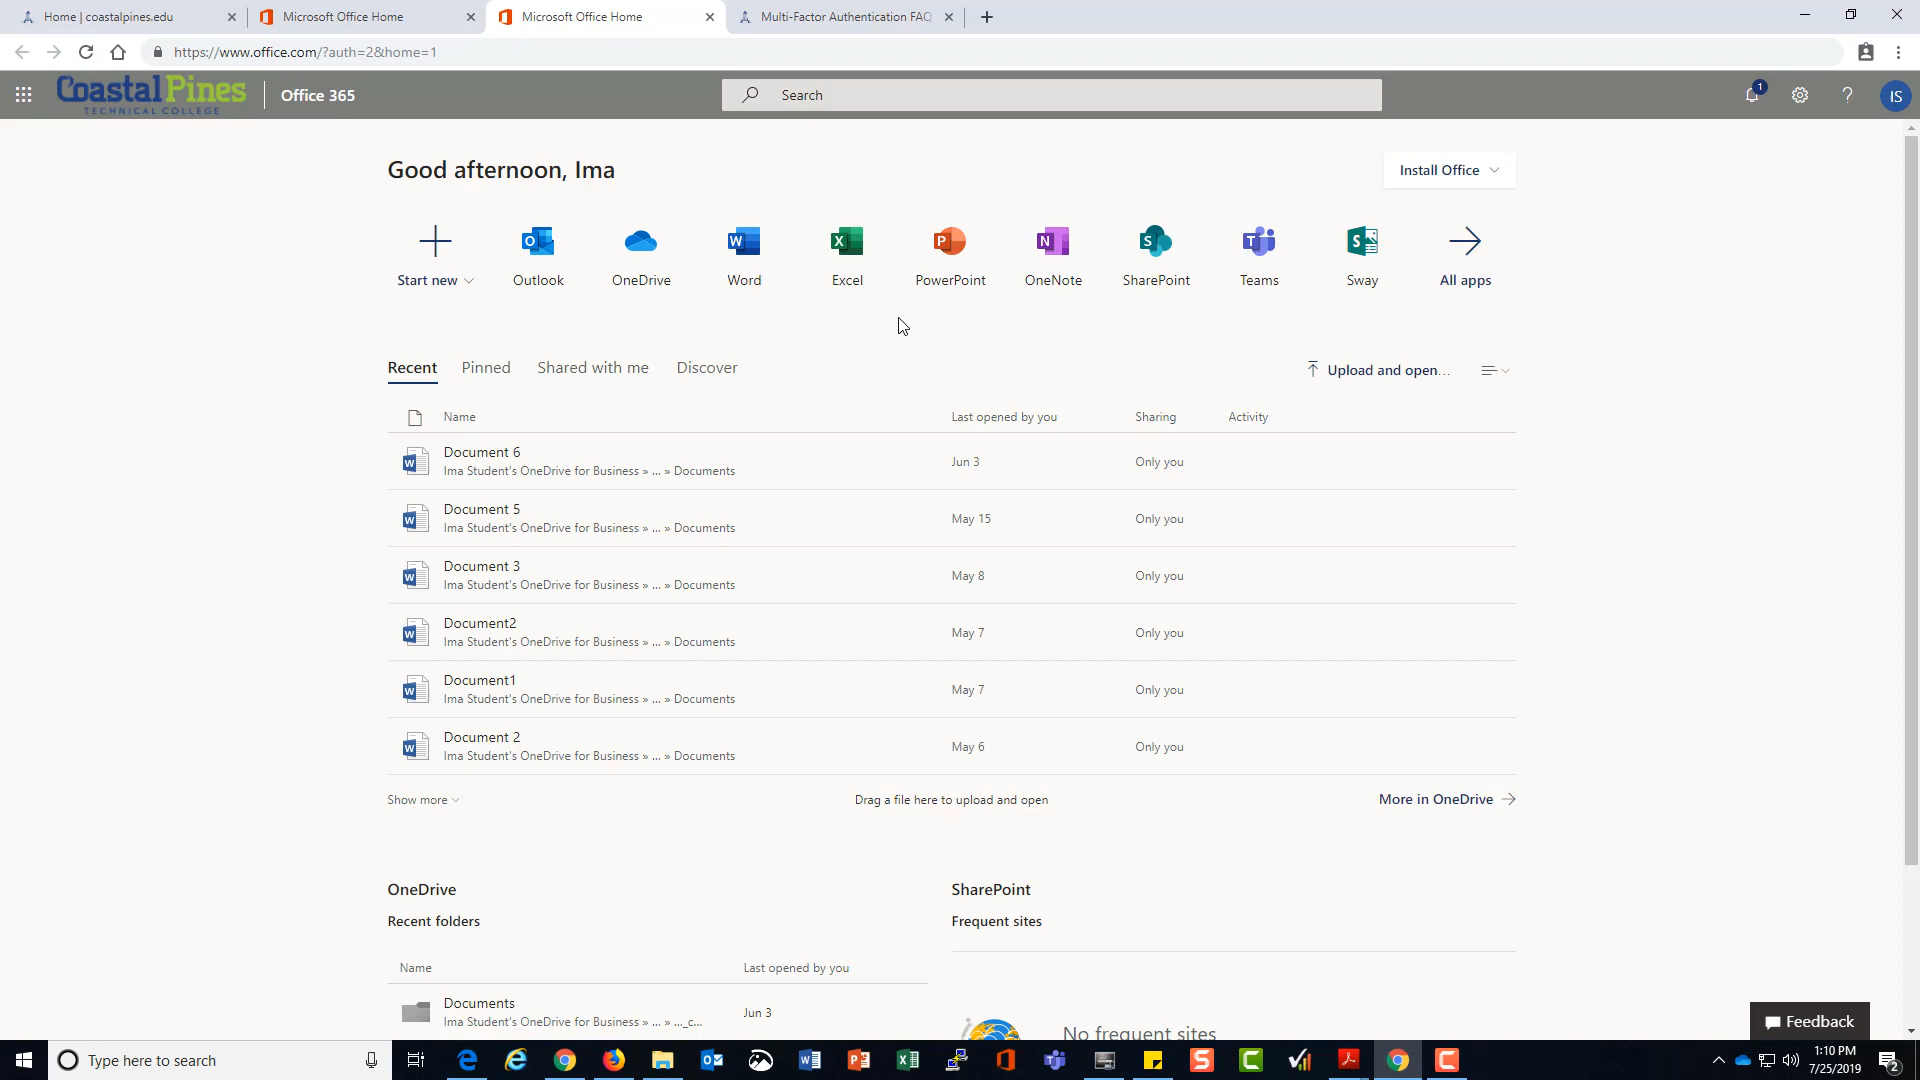 Home | coastalpines.edu
Microsoft Office Home
Microsoft Office Home
Multi-Factor Authentication FAQ
https://www.office.com/?auth=2&home=1
Coastal Pines
TECHNICAL COLLEGE
Office 365
Search
1
?
IS
Good afternoon, Ima
Install Office
Start new
Outlook
OneDrive
Word
Excel
PowerPoint
OneNote
SharePoint
Teams
Sway
All apps
Recent
Pinned
Shared with me
Discover
Upload and open...
Name
Last opened by you
Sharing
Activity
Document 6
Ima Student's OneDrive for Business » ... » Documents
Jun 3
Only you
Document 5
Ima Student's OneDrive for Business » ... » Documents
May 15
Only you
Document 3
Ima Student's OneDrive for Business » ... » Documents
May 8
Only you
Document2
Ima Student's OneDrive for Business » ... » Documents
May 7
Only you
Document1
Ima Student's OneDrive for Business » ... » Documents
May 7
Only you
Document 2
Ima Student's OneDrive for Business » ... » Documents
May 6
Only you
Show more
Drag a file here to upload and open
More in OneDrive
OneDrive
Recent folders
Name
Last opened by you
Documents
Ima Student's OneDrive for Business » ... » ..._c...
Jun 3
SharePoint
Frequent sites
No frequent sites
Feedback
Type here to search
1:10 PM
7/25/2019
2